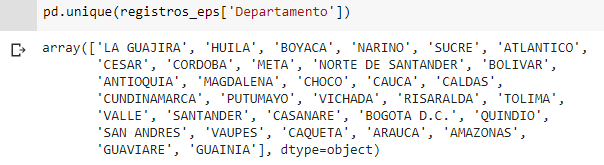 pd.unique(registros_eps['Departamento'])
array(['LA GUAJIRA', 'HUILA', 'BOYACA', 'NARINO', 'SUCRE', 'ATLANTICO',
'CESAR', 'CORDOBA', 'META', 'NORTE DE SANTANDER', 'BOLIVAR',
'ANTIOQUIA', 'MAGDALENA', 'CHOCO', 'CAUCA', 'CALDAS',
'CUNDINAMARCA', 'PUTUMAYO', 'VICHADA', 'RISARALDA', 'TOLIMA',
'VALLE', 'SANTANDER', 'CASANARE', 'BOGOTA D.C.', 'QUINDIO',
'SAN ANDRES', 'VAUPES', 'CAQUETA', 'ARAUCA', 'AMAZONAS',
'GUAVIARE', 'GUAINIA'], dtype=object)